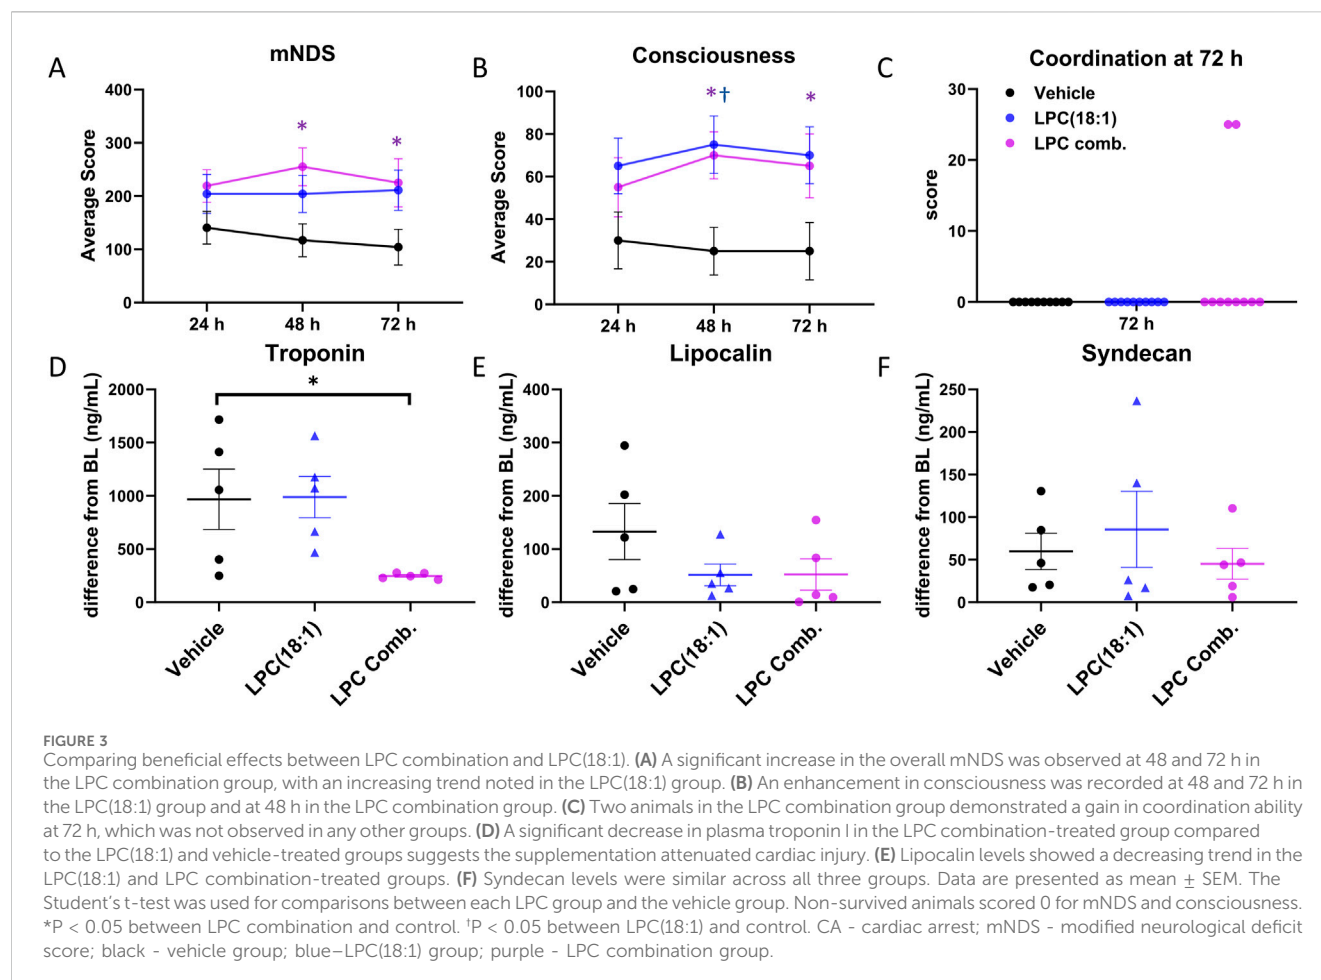 A
mNDS
Average Score
400
300
200
100
0
*
*
24 h
48 h
72 h
B
Consciousness
Average Score
100
80
60
40
20
0
*†
*
24 h
48 h
72 h
C
Coordination at 72 h
score
30
20
10
0
Vehicle
LPC(18:1)
LPC comb.
72 h
D
Troponin
difference from BL (ng/mL)
2000
1500
1000
500
0
*
Vehicle
LPC(18:1)
LPC Comb.
E
Lipocalin
difference from BL (ng/mL)
400
300
200
100
0
Vehicle
LPC(18:1)
LPC Comb.
F
Syndecan
difference from BL (ng/mL)
250
200
150
100
50
0
Vehicle
LPC(18:1)
LPC Comb.
FIGURE 3
Comparing beneficial effects between LPC combination and LPC(18:1). (A) A significant increase in the overall mNDS was observed at 48 and 72 h in
the LPC combination group, with an increasing trend noted in the LPC(18:1) group. (B) An enhancement in consciousness was recorded at 48 and 72 h in
the LPC(18:1) group and at 48 h in the LPC combination group. (C) Two animals in the LPC combination group demonstrated a gain in coordination ability
at 72 h, which was not observed in any other groups. (D) A significant decrease in plasma troponin I in the LPC combination-treated group compared
to the LPC(18:1) and vehicle-treated groups suggests the supplementation attenuated cardiac injury. (E) Lipocalin levels showed a decreasing trend in the
LPC(18:1) and LPC combination-treated groups. (F) Syndecan levels were similar across all three groups. Data are presented as mean ± SEM. The
Student's t-test was used for comparisons between each LPC group and the vehicle group. Non-survived animals scored 0 for mNDS and consciousness.
*P < 0.05 between LPC combination and control. †P < 0.05 between LPC(18:1) and control. CA - cardiac arrest; mNDS - modified neurological deficit
score; black - vehicle group; blue–LPC(18:1) group; purple - LPC combination group.